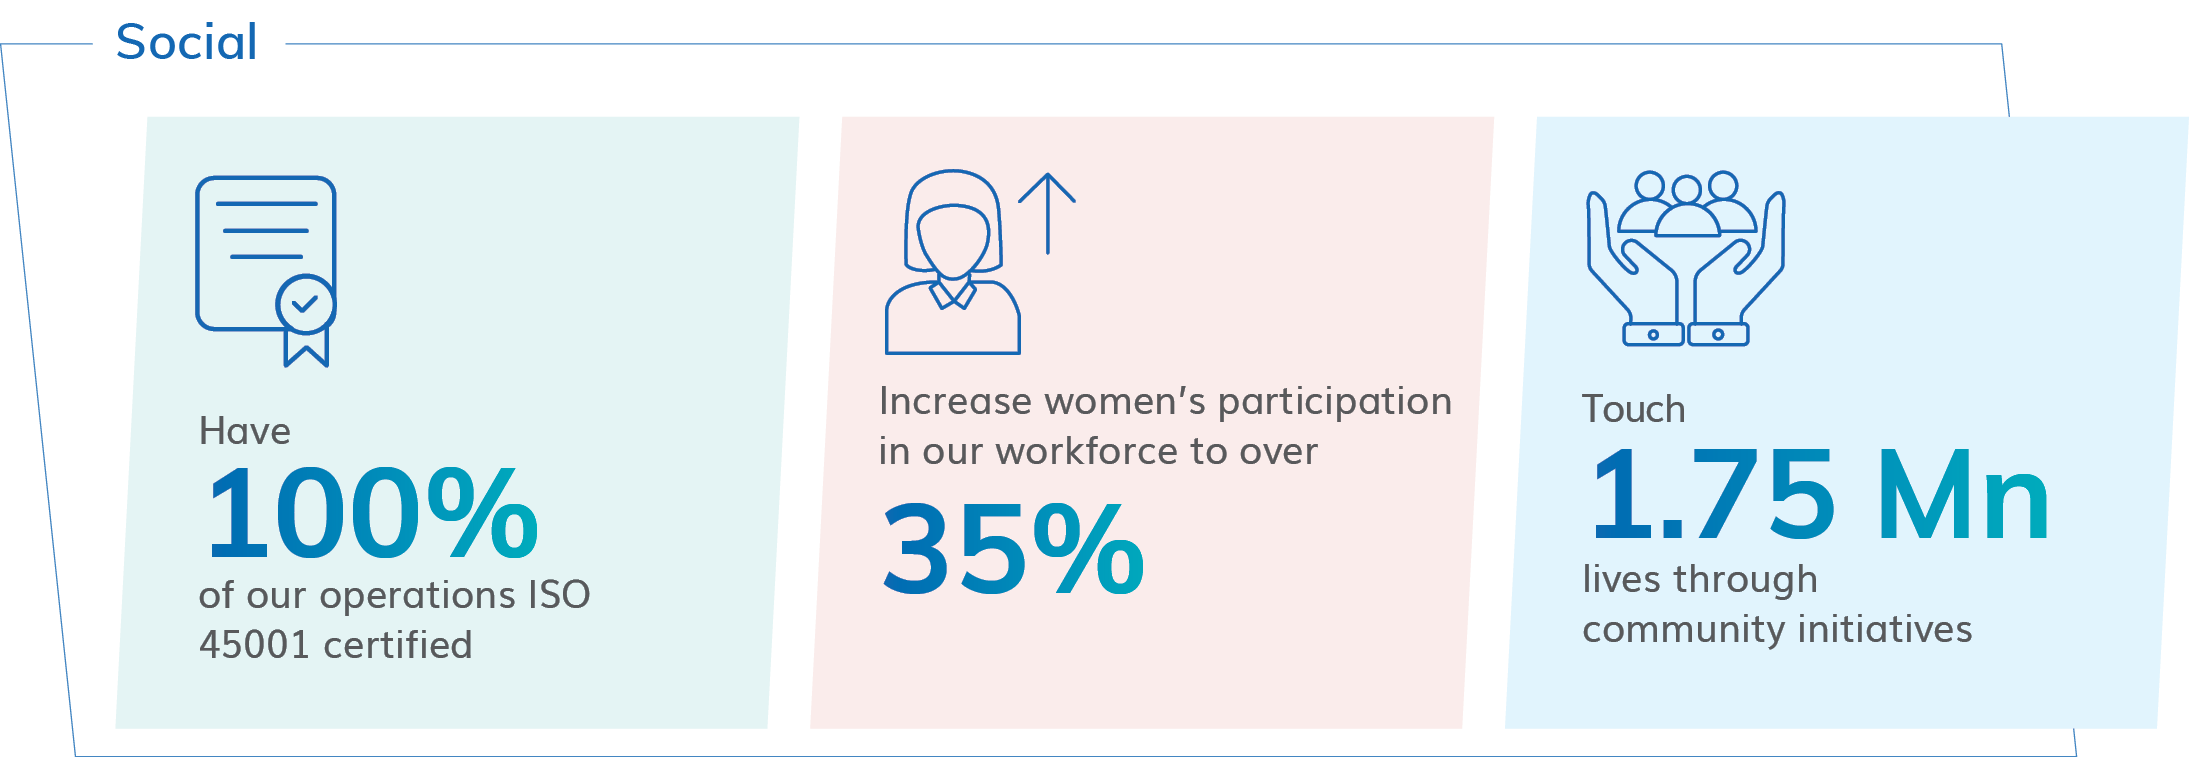 Social
Have
100%
of our operations ISO
45001 certified
Increase women's participation
in our workforce to over
35%
Touch
1.75 Mn
lives through
community initiatives